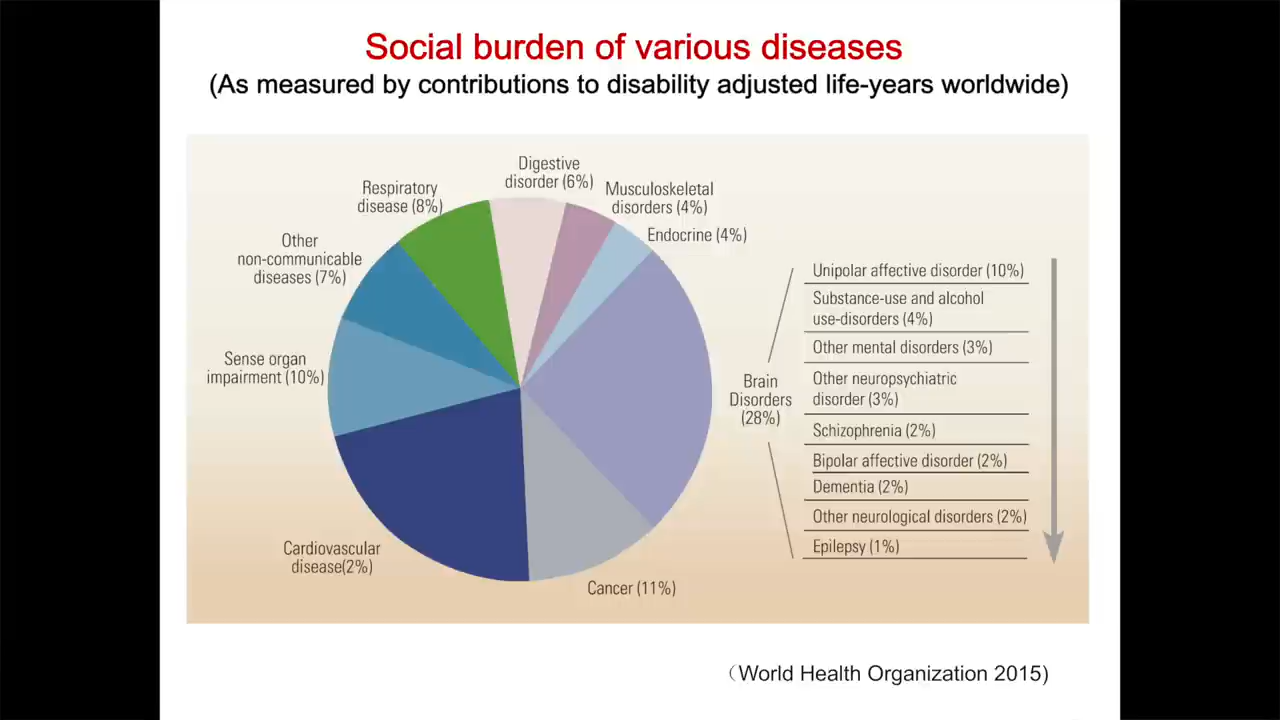 Social burden of various diseases
(As measured by contributions to disability adjusted life-years worldwide)
Digestive
disorder (6%)
Musculoskeletal
disorders (4%)
Endocrine (4%)
Respiratory
disease (8%)
Other
non-communicable
diseases (7%)
Sense organ
impairment (10%)
Cardiovascular
disease(2%)
Cancer (11%)
Brain
Disorders
(28%)
Unipolar affective disorder (10%)
Substance-use and alcohol
use-disorders (4%)
Other mental disorders (3%)
Other neuropsychiatric
disorder (3%)
Schizophrenia (2%)
Bipolar affective disorder (2%)
Dementia (2%)
Other neurological disorders (2%)
Epilepsy (1%)
（World Health Organization 2015)